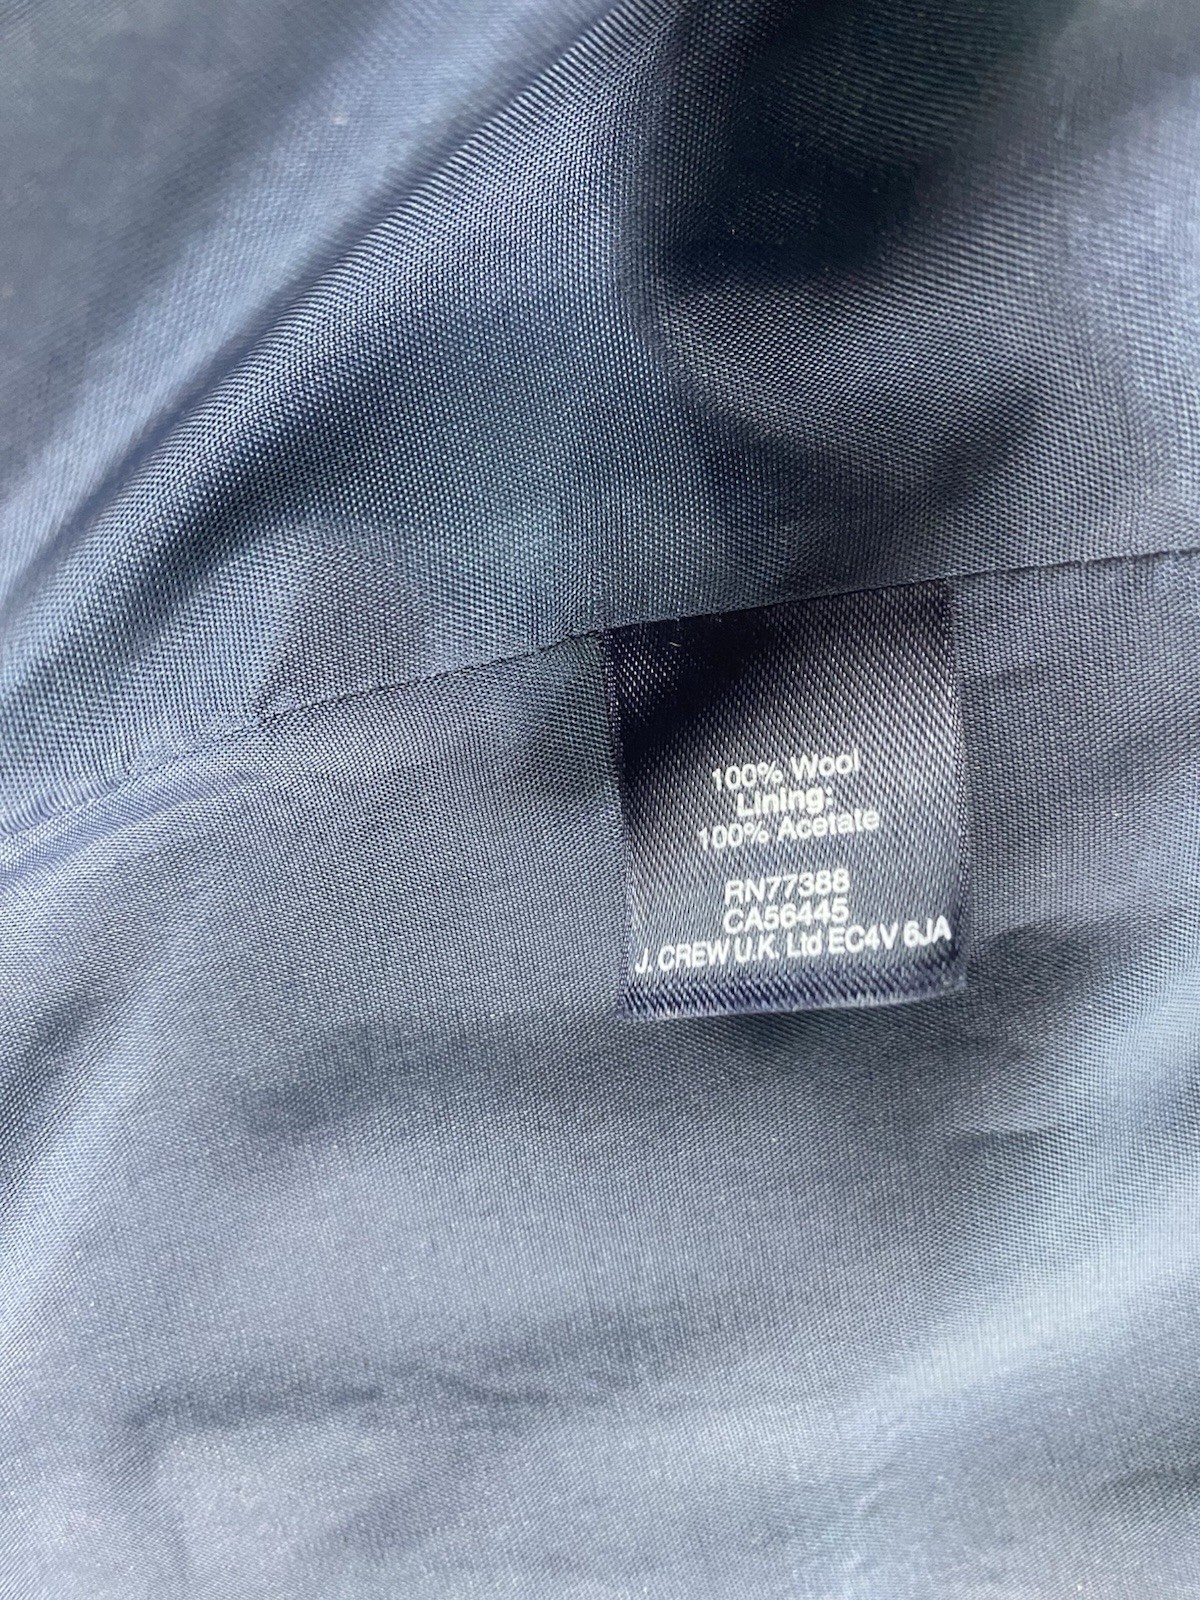 100% Wool
Lining:
100% Acetate
RN77388
CA56445
J. CREW U.K. Ltd EC4V 6JA